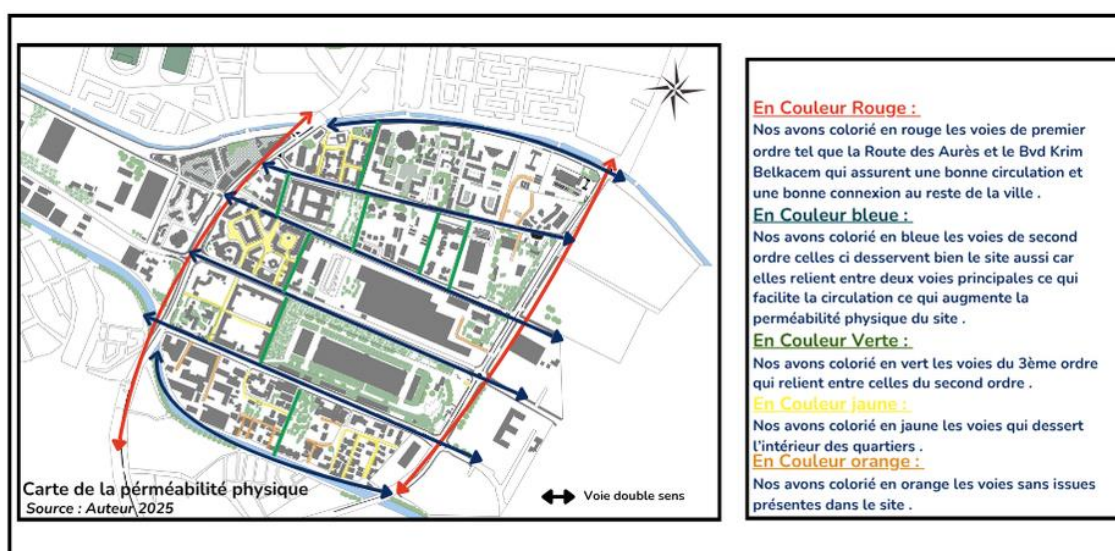 Carte de la pérméabilité physique
Source : Auteur 2025
Voie double sens
En Couleur Rouge :
Nos avons colorié en rouge les voies de premier
ordre tel que la Route des Aurès et le Bvd Krim
Belkacem qui assurent une bonne circulation et
une bonne connexion au reste de la ville .
En Couleur bleue :
Nos avons colorié en bleue les voies de second
ordre celles ci desservent bien le site aussi car
elles relient entre deux voies principales ce qui
facilite la circulation ce qui augmente la
perméabilité physique du site .
En Couleur Verte :
Nos avons colorié en vert les voies du 3ème ordre
qui relient entre celles du second ordre .
En Couleur jaune :
Nos avons colorié en jaune les voies qui dessert
l'intérieur des quartiers .
En Couleur orange :
Nos avons colorié en orange les voies sans issues
présentes dans le site .